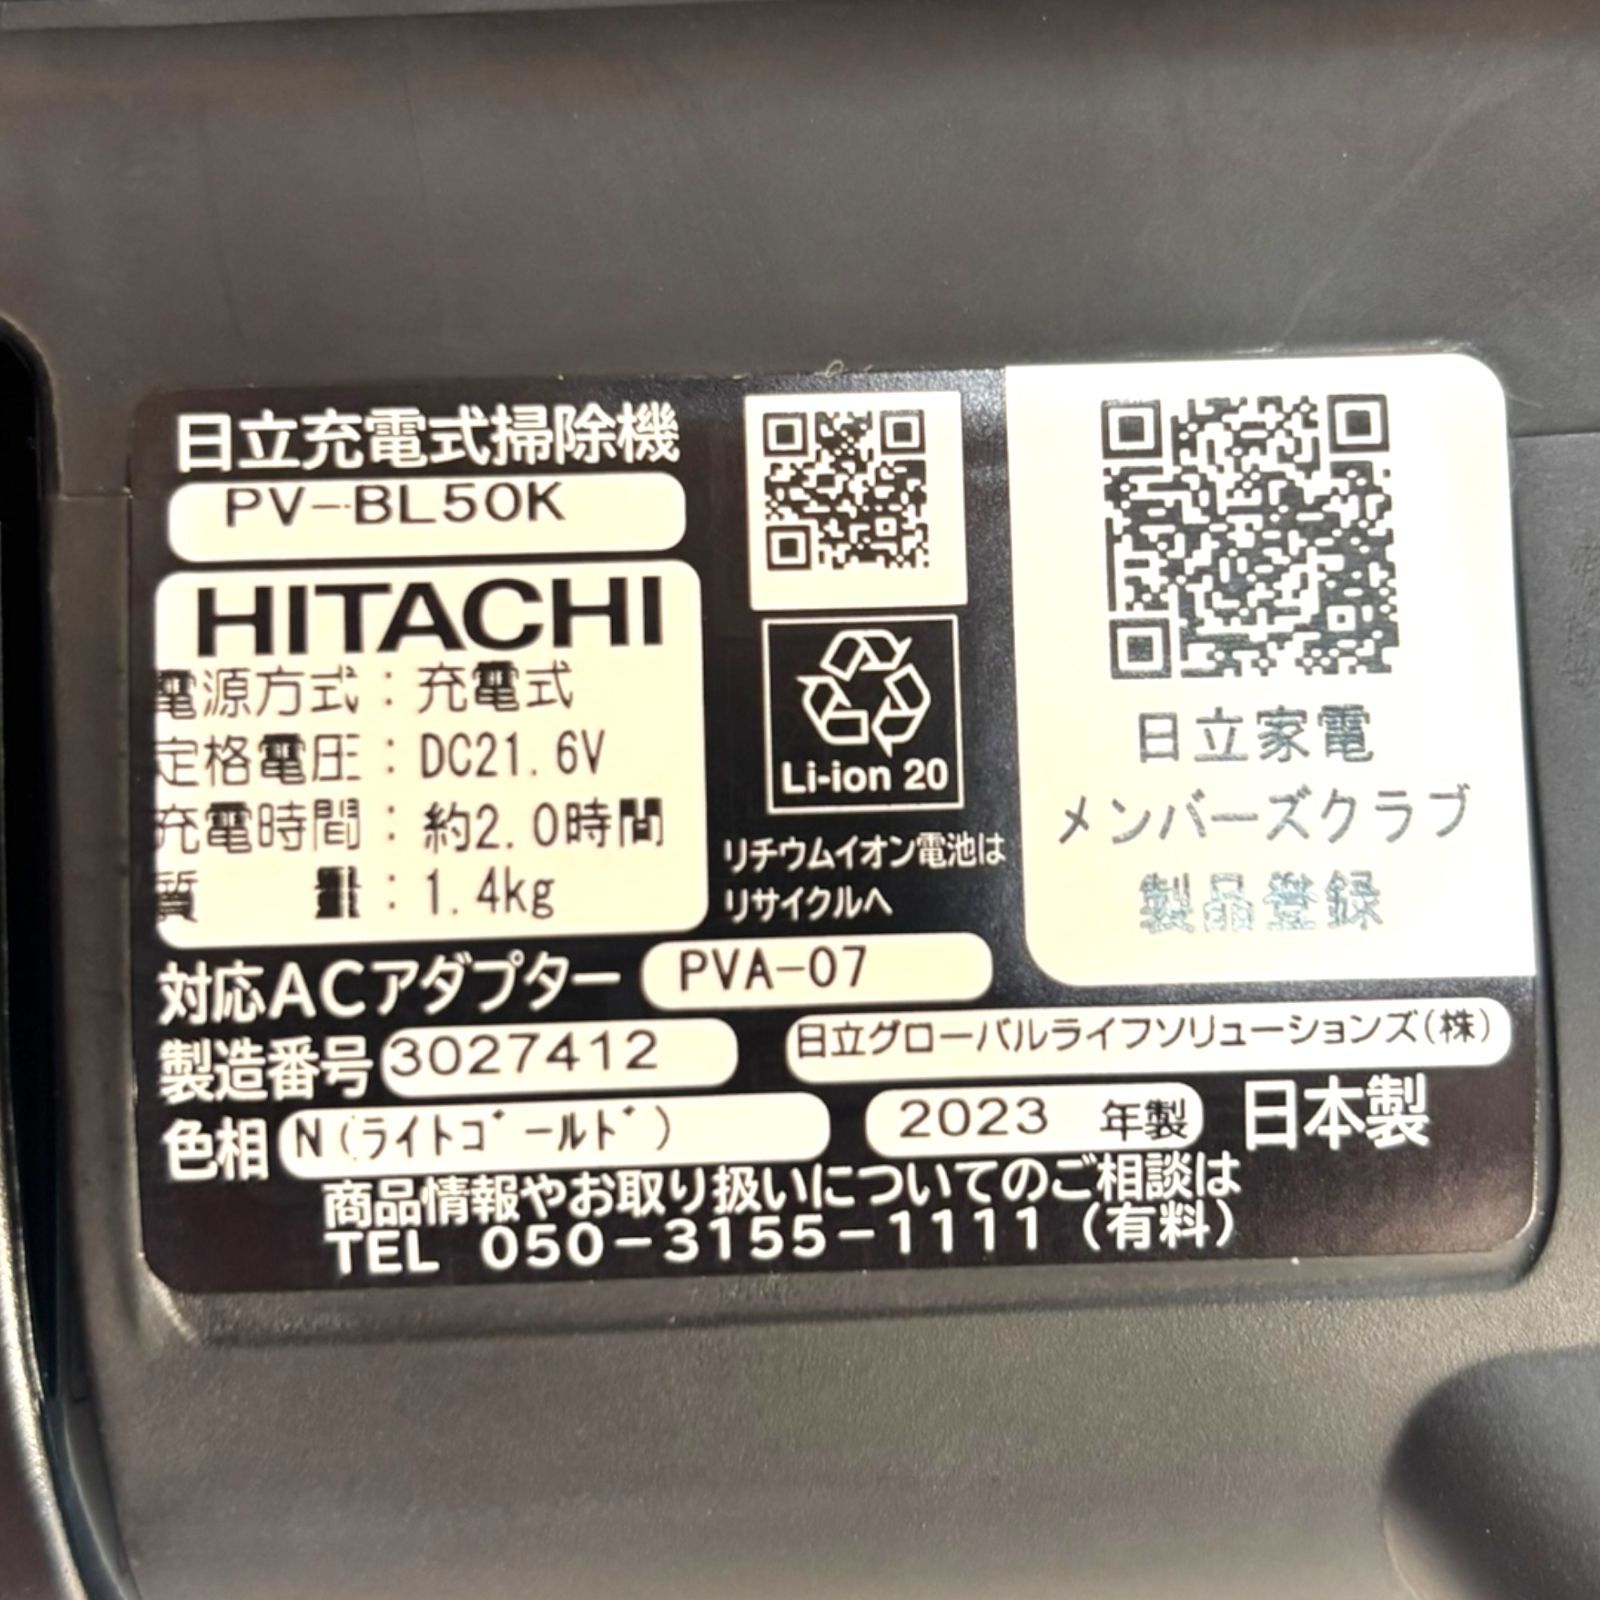 日立充電式掃除機
PV-BL50K
HITACHI
電源方式：充電式
定格電圧：DC21.6V
充電時間：約2.0時間
質　量：1.4kg
Li-ion 20
リチウムイオン電池は
リサイクルへ
日立家電
メンバーズクラブ
製品登録
対応ACアダプター PVA-07
製造番号 3027412 日立グローバルライフソリューションズ(株)
色相 N(ライトゴールド) 2023 年製 日本製
商品情報やお取り扱いについてのご相談は
TEL 050-3155-1111 (有料)